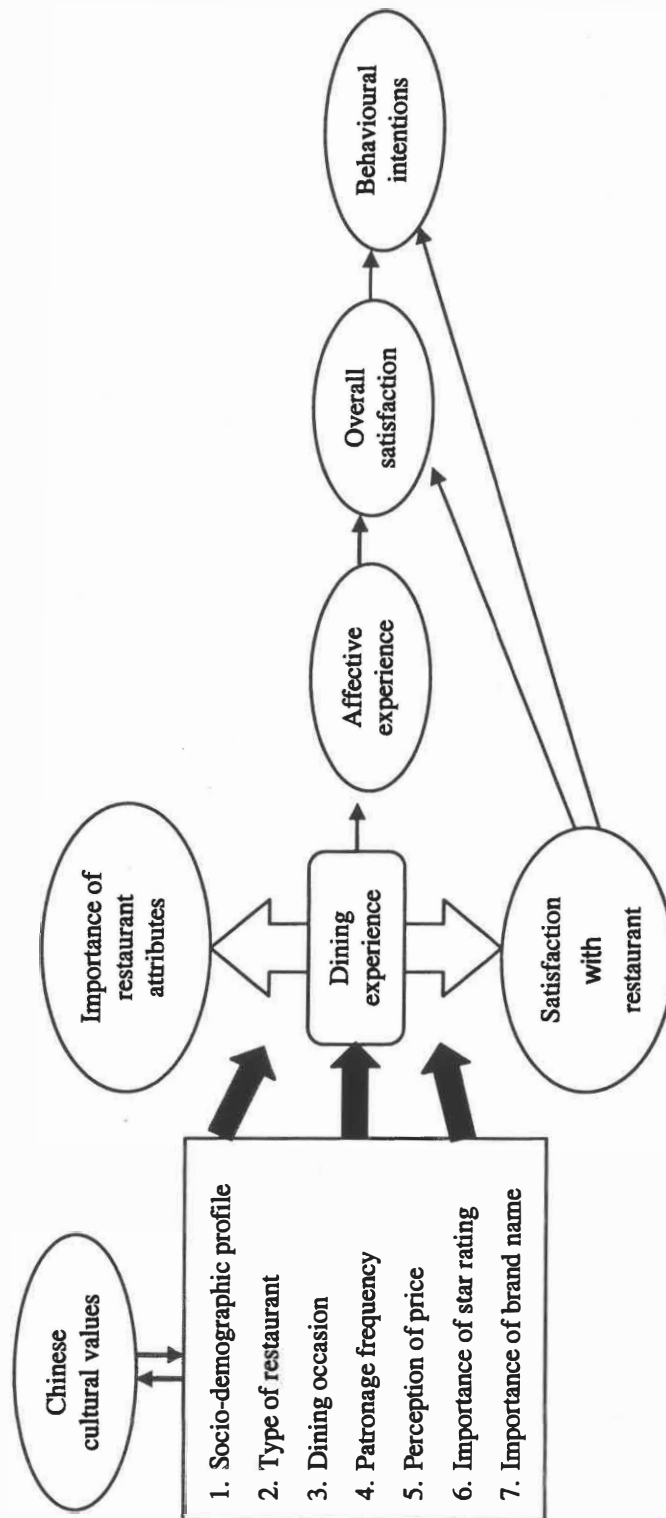 Chinese
cultural values
1. Socio-demographic profile
2. Type of restaurant
3. Dining occasion
4. Patronage frequency
5. Perception of price
6. Importance of star rating
7. Importance of brand name
Importance of
restaurant
attributes
Dining
experience
Satisfaction
with
restaurant
Affective
experience
Overall
satisfaction
Behavioural
intentions